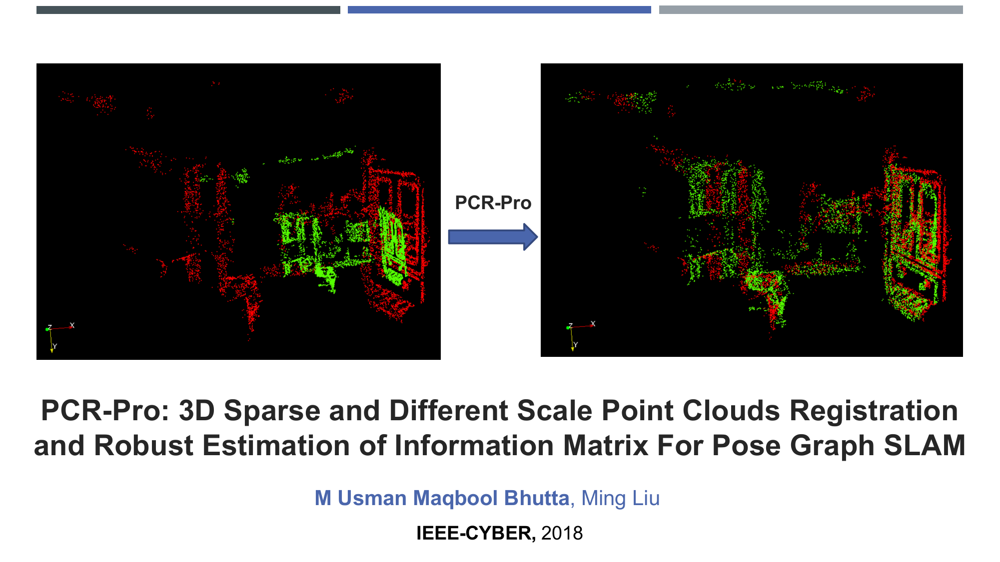 Z X
Y
PCR-Pro
Z X
Y
PCR-Pro: 3D Sparse and Different Scale Point Clouds Registration
and Robust Estimation of Information Matrix For Pose Graph SLAM
M Usman Maqbool Bhutta, Ming Liu
IEEE-CYBER, 2018